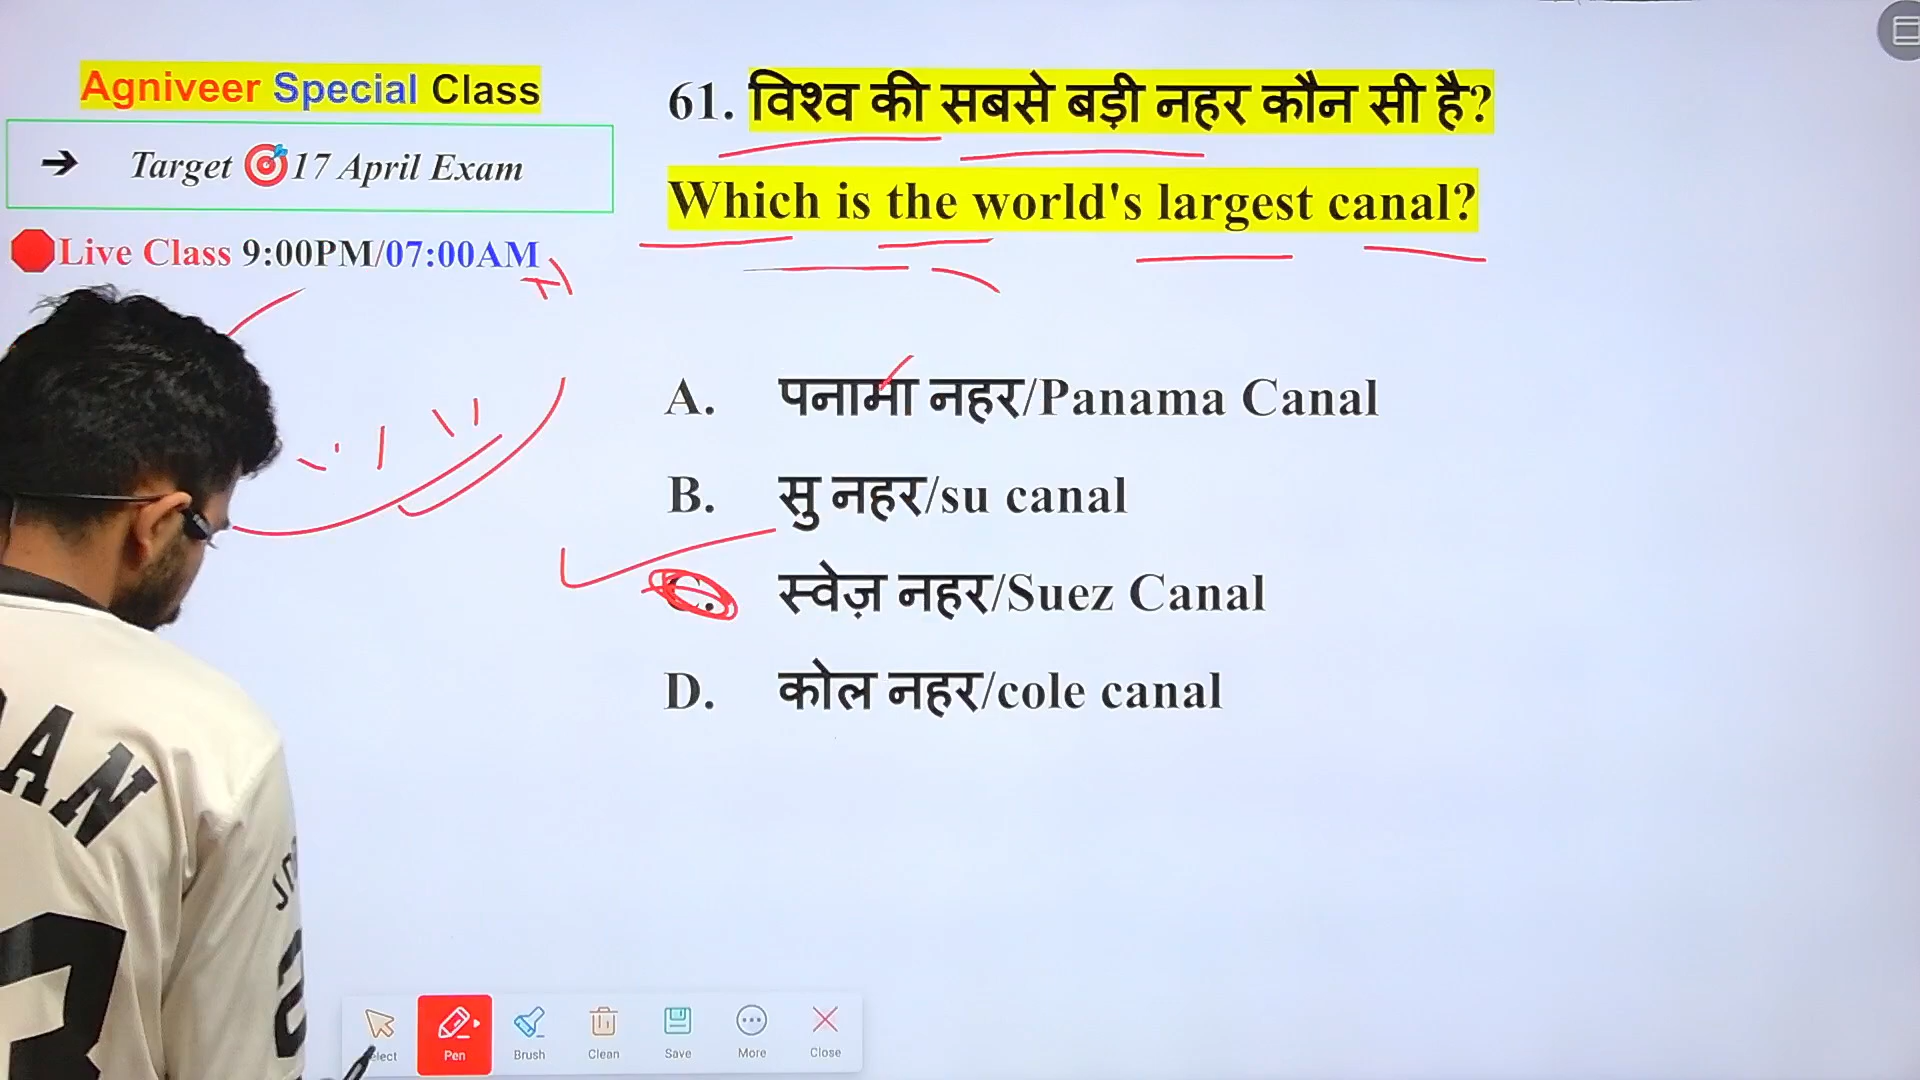 Agniveer Special Class
➔ Target 🎯17 April Exam
Live Class 9:00PM/07:00AM
61. विश्व की सबसे बड़ी नहर कौन सी है?
Which is the world's largest canal?
A. पनामा नहर/Panama Canal
B. सु नहर/su canal
C. स्वेज़ नहर/Suez Canal
D. कोल नहर/cole canal
Pen Brush Clean Save More Close